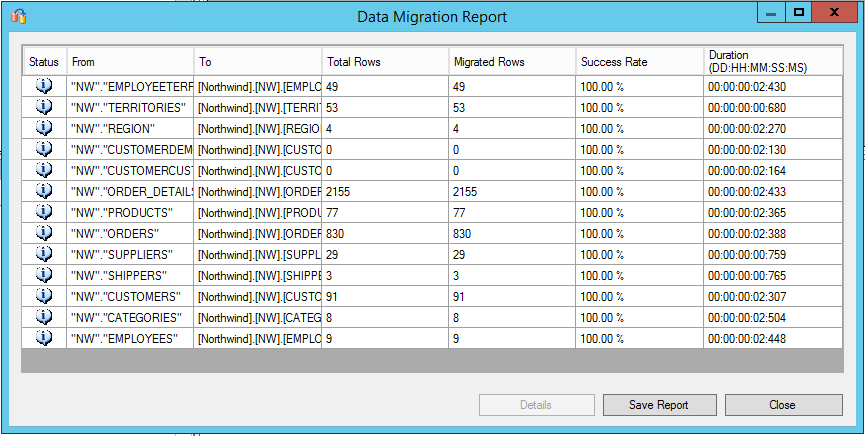 Data Migration Report
Status From To Total Rows Migrated Rows Success Rate Duration
(DD:HH:MM:SS:MS)
"NW"."EMPLOYEETERR [Northwind].[NW].[EMPLO 49 49 100.00 % 00:00:00:02:430
"NW"."TERRITORIES" [Northwind].[NW].[TERRI 53 53 100.00 % 00:00:00:00:680
"NW"."REGION" [Northwind].[NW].[REGIO 4 4 100.00 % 00:00:00:02:270
"NW"."CUSTOMERDEM [Northwind].[NW].[CUSTO 0 0 100.00 % 00:00:00:02:130
"NW"."CUSTOMERCUST [Northwind].[NW].[CUSTO 0 0 100.00 % 00:00:00:02:164
"NW"."ORDER_DETAILS [Northwind].[NW].[ORDER 2155 2155 100.00 % 00:00:00:02:433
"NW"."PRODUCTS" [Northwind].[NW].[PRODU 77 77 100.00 % 00:00:00:02:365
"NW"."ORDERS" [Northwind].[NW].[ORDER 830 830 100.00 % 00:00:00:02:388
"NW"."SUPPLIERS" [Northwind].[NW].[SUPPL 29 29 100.00 % 00:00:00:00:759
"NW"."SHIPPERS" [Northwind].[NW].[SHIPPE 3 3 100.00 % 00:00:00:00:765
"NW"."CUSTOMERS" [Northwind].[NW].[CUSTO 91 91 100.00 % 00:00:00:02:307
"NW"."CATEGORIES" [Northwind].[NW].[CATEG 8 8 100.00 % 00:00:00:02:504
"NW"."EMPLOYEES" [Northwind].[NW].[EMPLO 9 9 100.00 % 00:00:00:02:448
Details Save Report Close